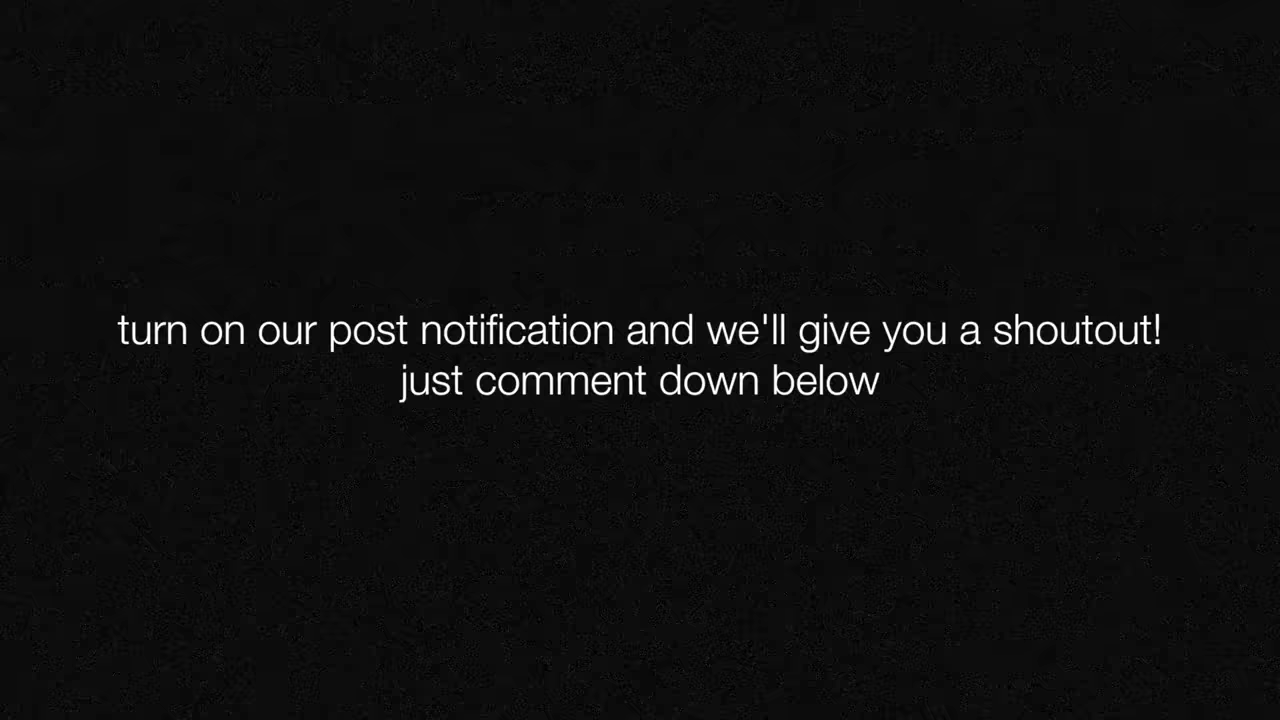 turn on our post notification and we'll give you a shoutout!
just comment down below